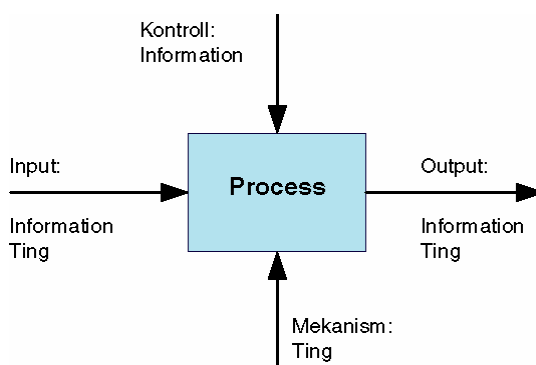 Kontroll:
Information
Input:
Process
Output:
Information
Ting
Information
Ting
Mekanism:
Ting